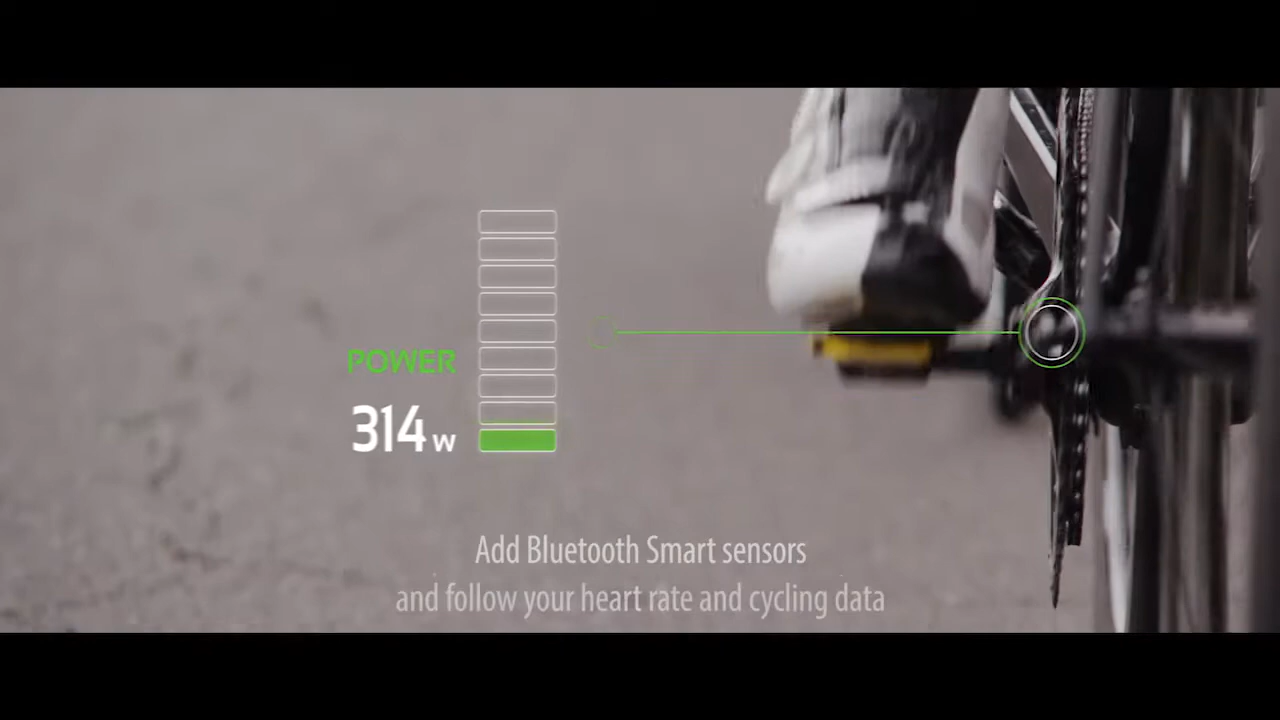 POWER
314 W
Add Bluetooth Smart sensors
and follow your heart rate and cycling data